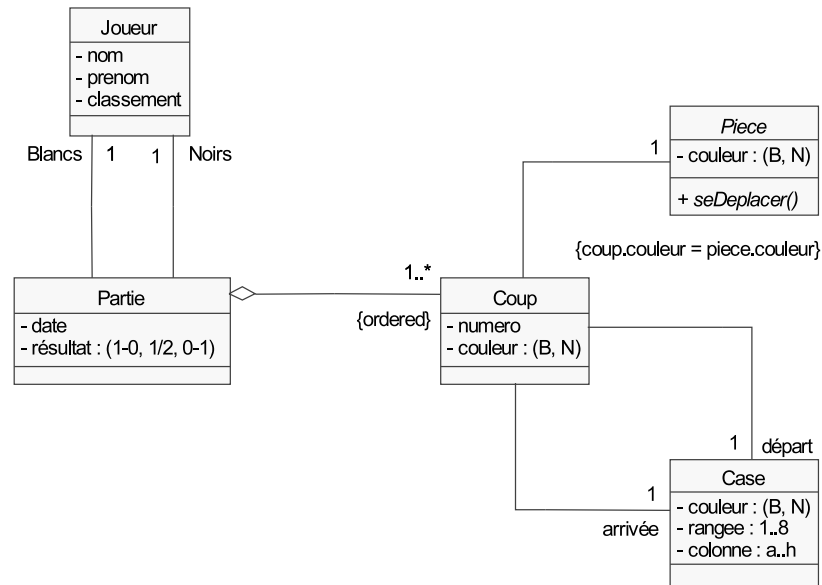 Joueur
- nom
- prenom
- classement
Blancs 1 1 Noirs
Piece
- couleur : (B, N)
+ seDeplacer()
1
{coup.couleur = piece.couleur}
Partie
- date
- résultat : (1-0, 1/2, 0-1)
1..*
{ordered}
Coup
- numero
- couleur : (B, N)
1 départ
1
arrivée
Case
- couleur : (B, N)
- rangee : 1..8
- colonne : a..h